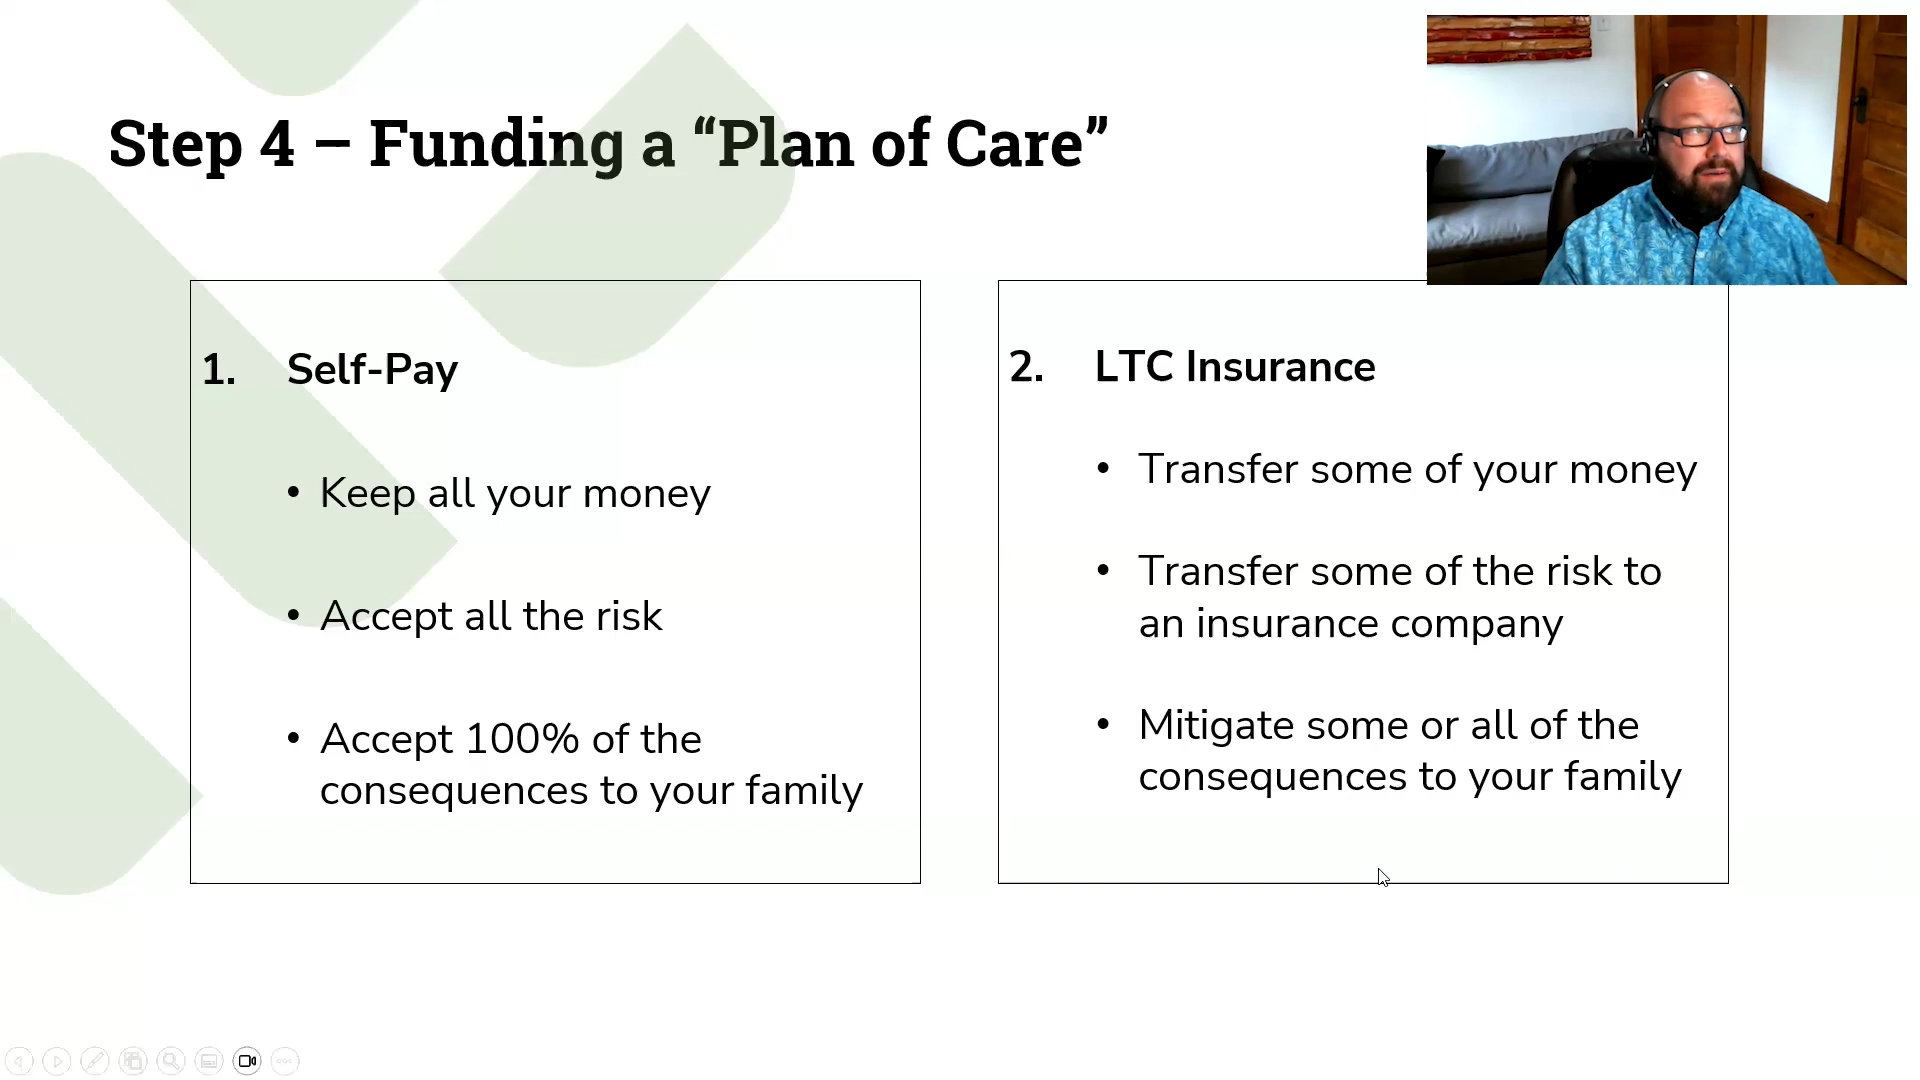 Step 4 – Funding a “Plan of Care”
1. Self-Pay
• Keep all your money
• Accept all the risk
• Accept 100% of the
consequences to your family
2. LTC Insurance
• Transfer some of your money
• Transfer some of the risk to
an insurance company
• Mitigate some or all of the
consequences to your family